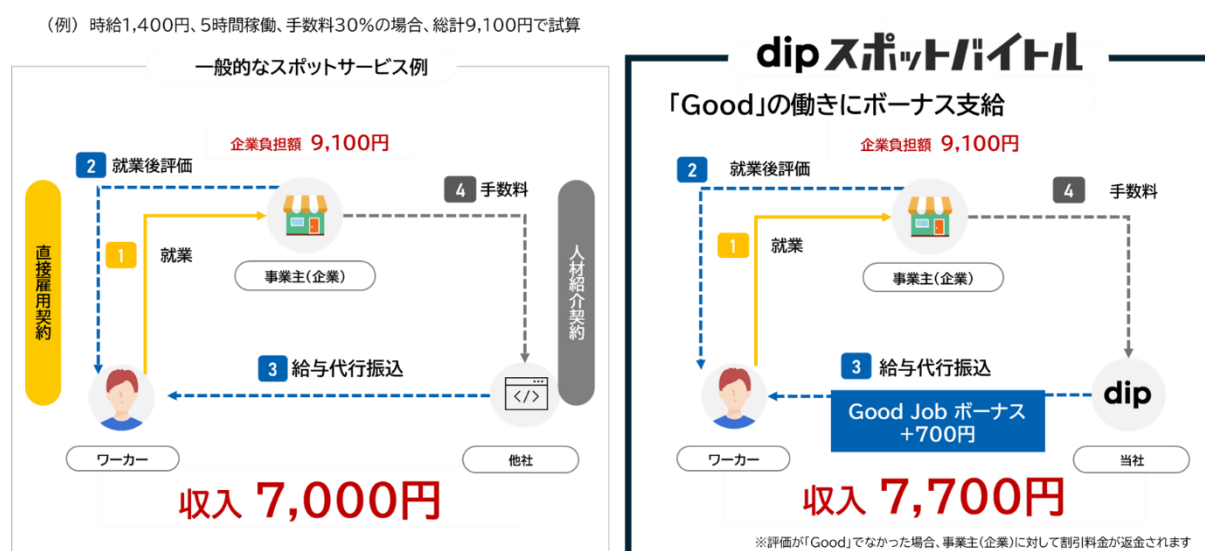 （例）時給1,400円、5時間稼働、手数料30%の場合、総計9,100円で試算
一般的なスポットサービス例
企業負担額 9,100円
2 就業後評価
4 手数料
直接雇用契約
1 就業
人材紹介契約
事業主(企業)
3 給与代行振込
</>
ワーカー
他社
収入 7,000円
dip スポットバイトル
「Good」の働きにボーナス支給
企業負担額 9,100円
2 就業後評価
4 手数料
1 就業
事業主(企業)
3 給与代行振込
Good Job ボーナス
+700円
dip
ワーカー
当社
収入 7,700円
※評価が「Good」でなかった場合、事業主(企業)に対して割引料金が返金されます